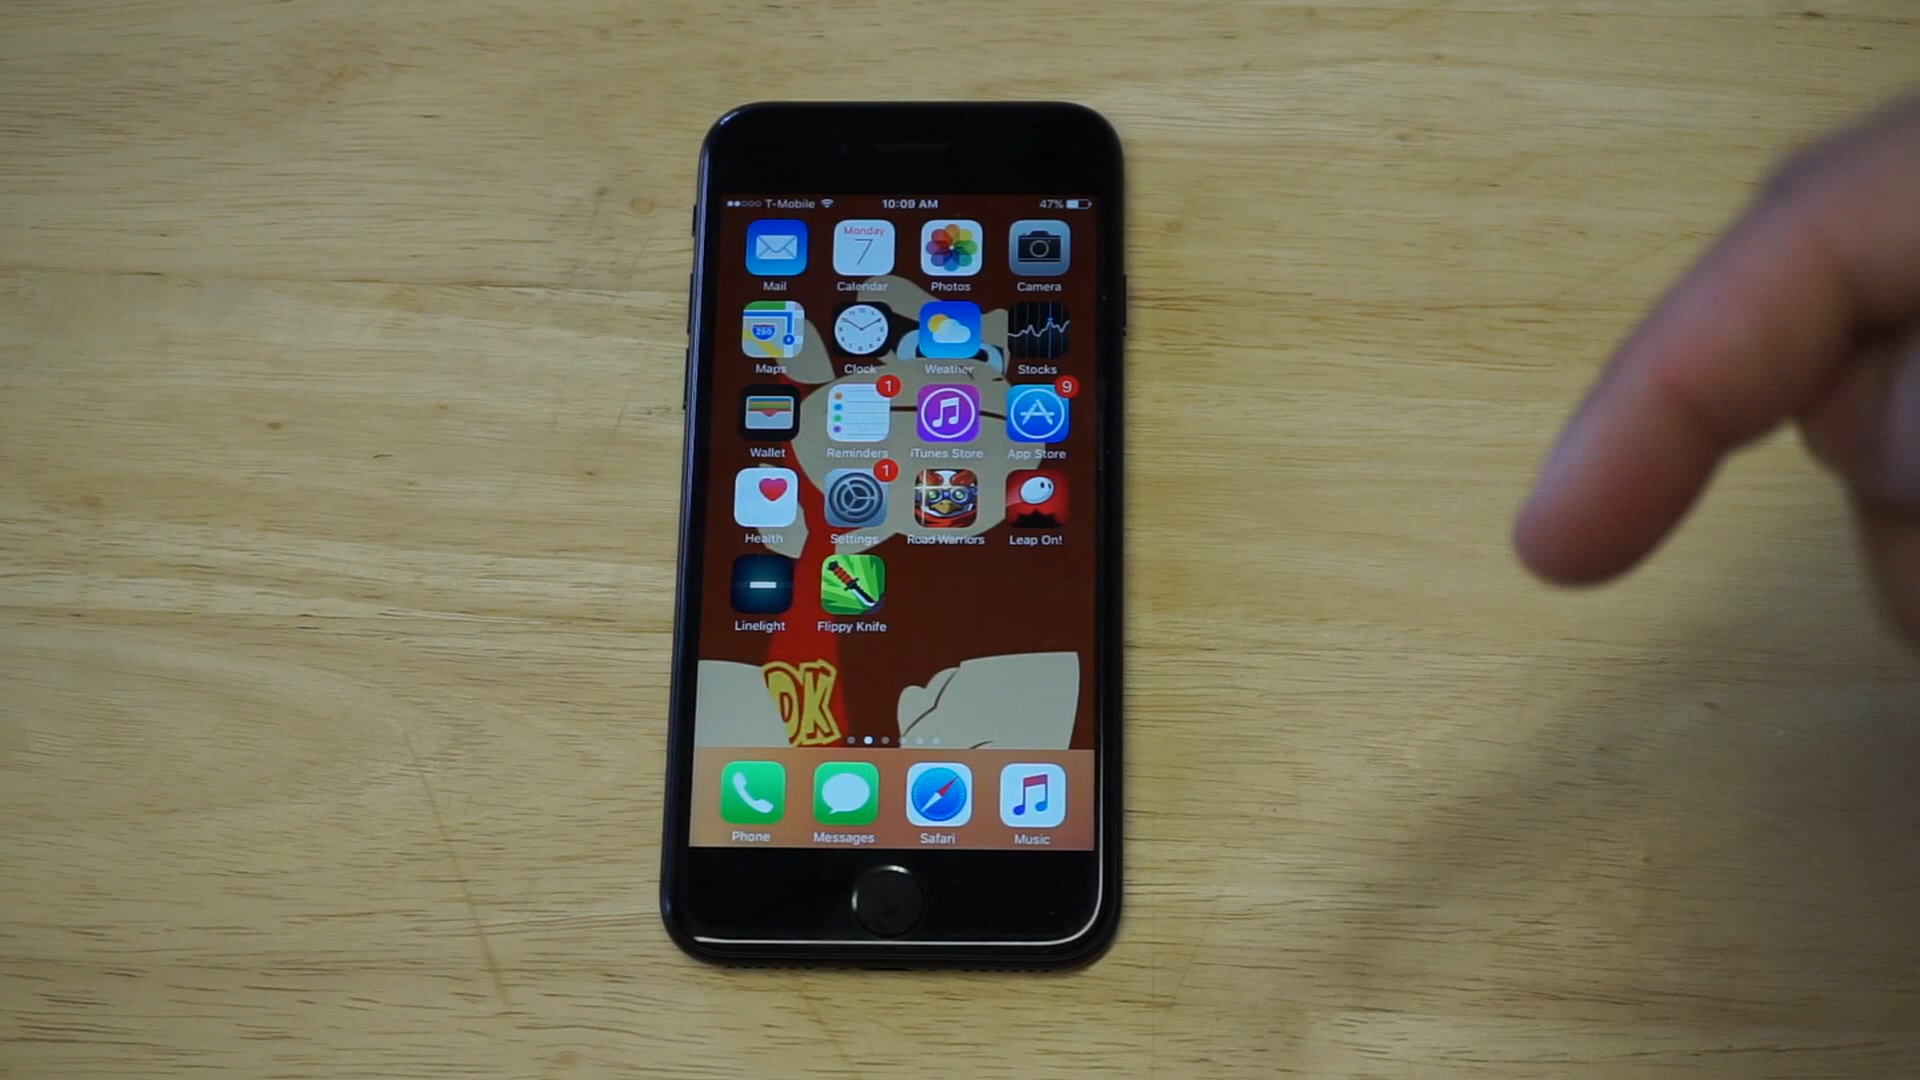 T-Mobile 10:09 AM 47%
Monday
7
Mail Calendar Photos Camera
280
Maps Clock Weather Stocks
1 9
Wallet Reminders iTunes Store App Store
1
Health Settings Road Warriors Leap On!
Linelight Flippy Knife
DK
Phone Messages Safari Music